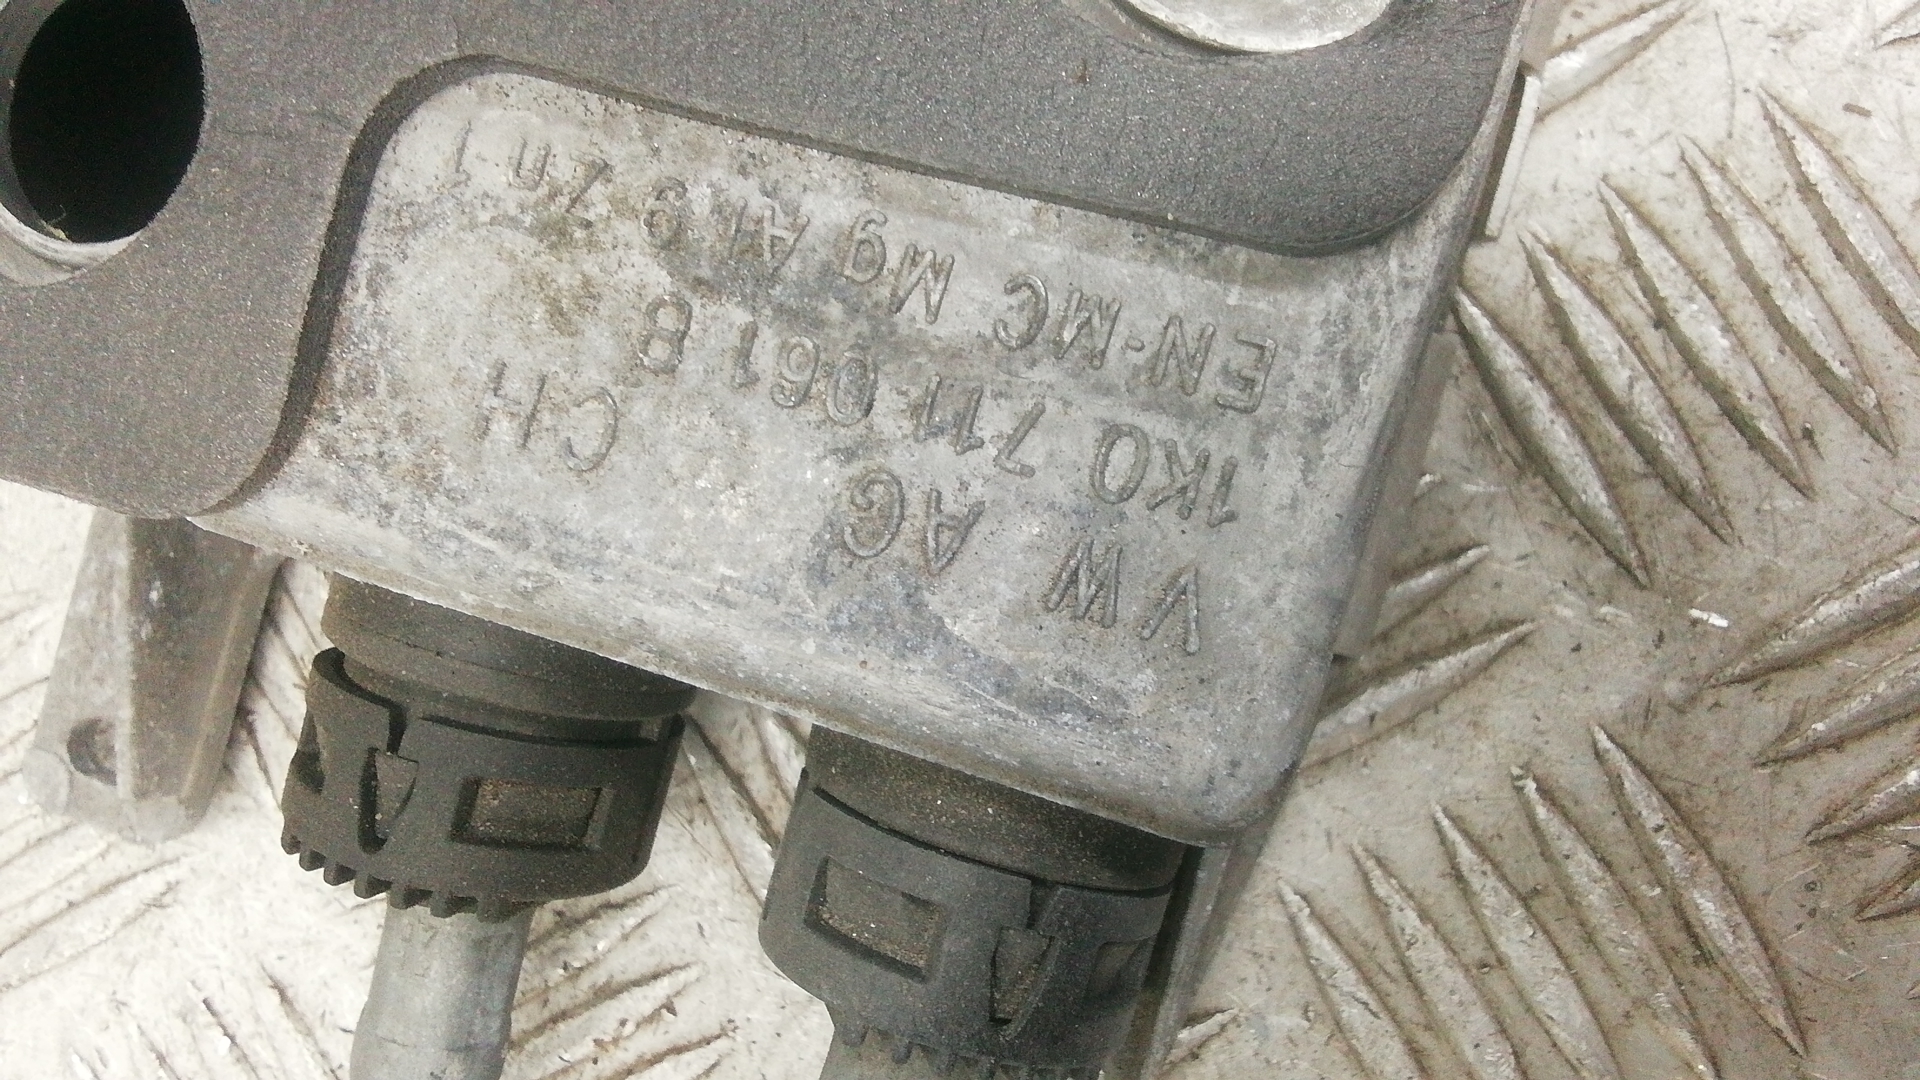 VW AG CH
1K0 711 061 B
EN-MC Mg Al 9 Zn 1